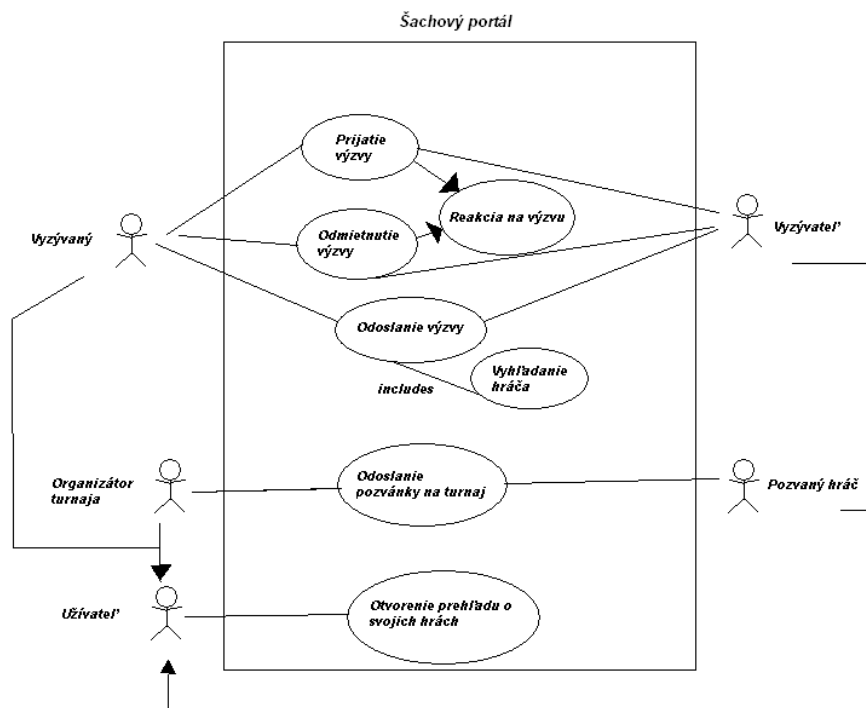 Šachový portál
Prijatie
výzvy
Reakcia na výzvu
Vyzývaný
Odmietnutie
výzvy
Vyzývateľ
Odoslanie výzvy
Vyhľadanie
hráča
includes
Organizátor
turnaja
Odoslanie
pozvánky na turnaj
Pozvaný hráč
Užívateľ
Otvorenie prehľadu o
svojich hrách